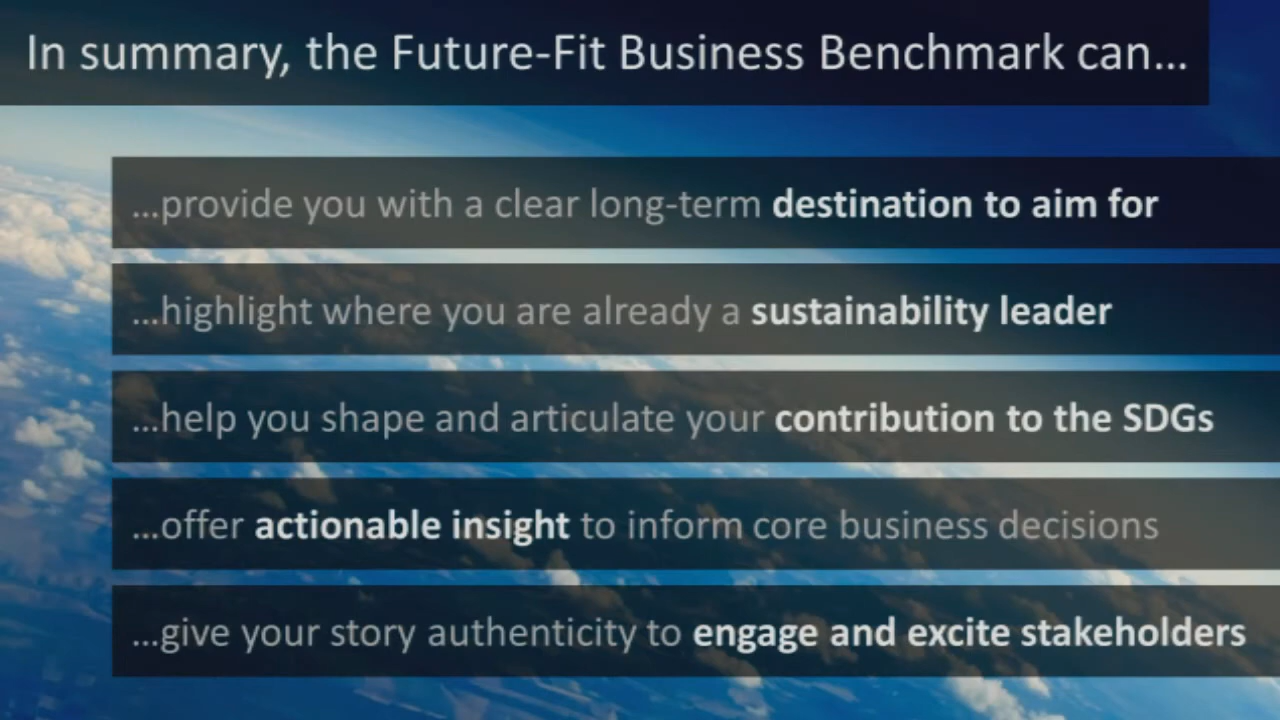 In summary, the Future-Fit Business Benchmark can...
...provide you with a clear long-term destination to aim for
...highlight where you are already a sustainability leader
...help you shape and articulate your contribution to the SDGs
...offer actionable insight to inform core business decisions
...give your story authenticity to engage and excite stakeholders